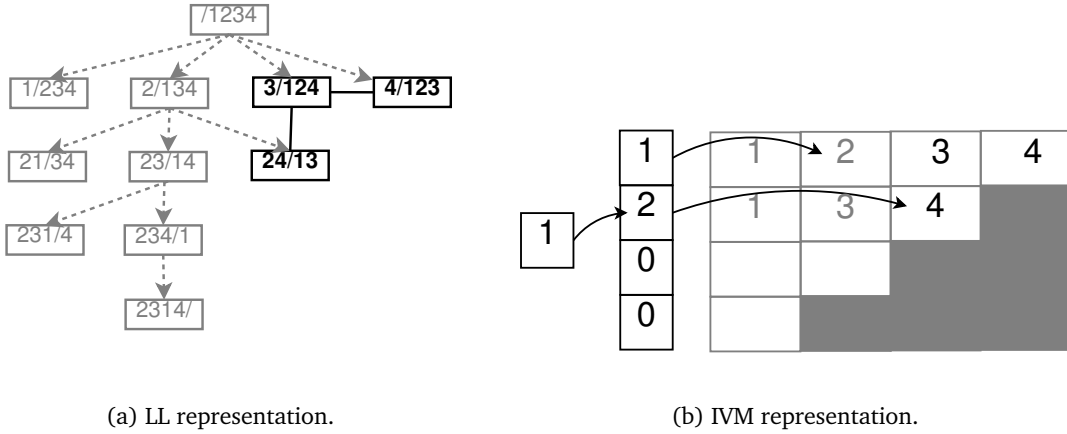 /1234
1/234 2/134 3/124 4/123
21/34 23/14 24/13
231/4 234/1
2314/
1 1 2 3 4
1 2 1 3 4
0
0
(a) LL representation. (b) IVM representation.